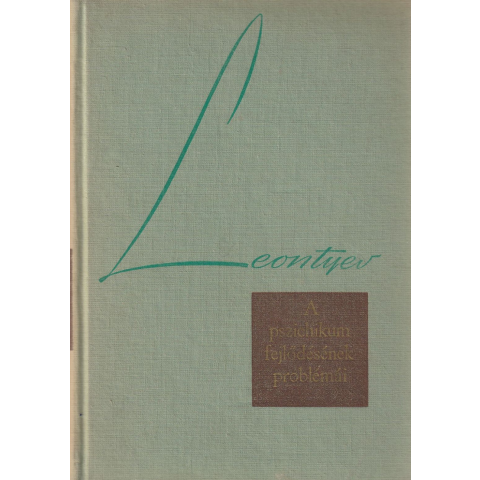 Leontyev
A
pszichikum
fejlődésének
problémái